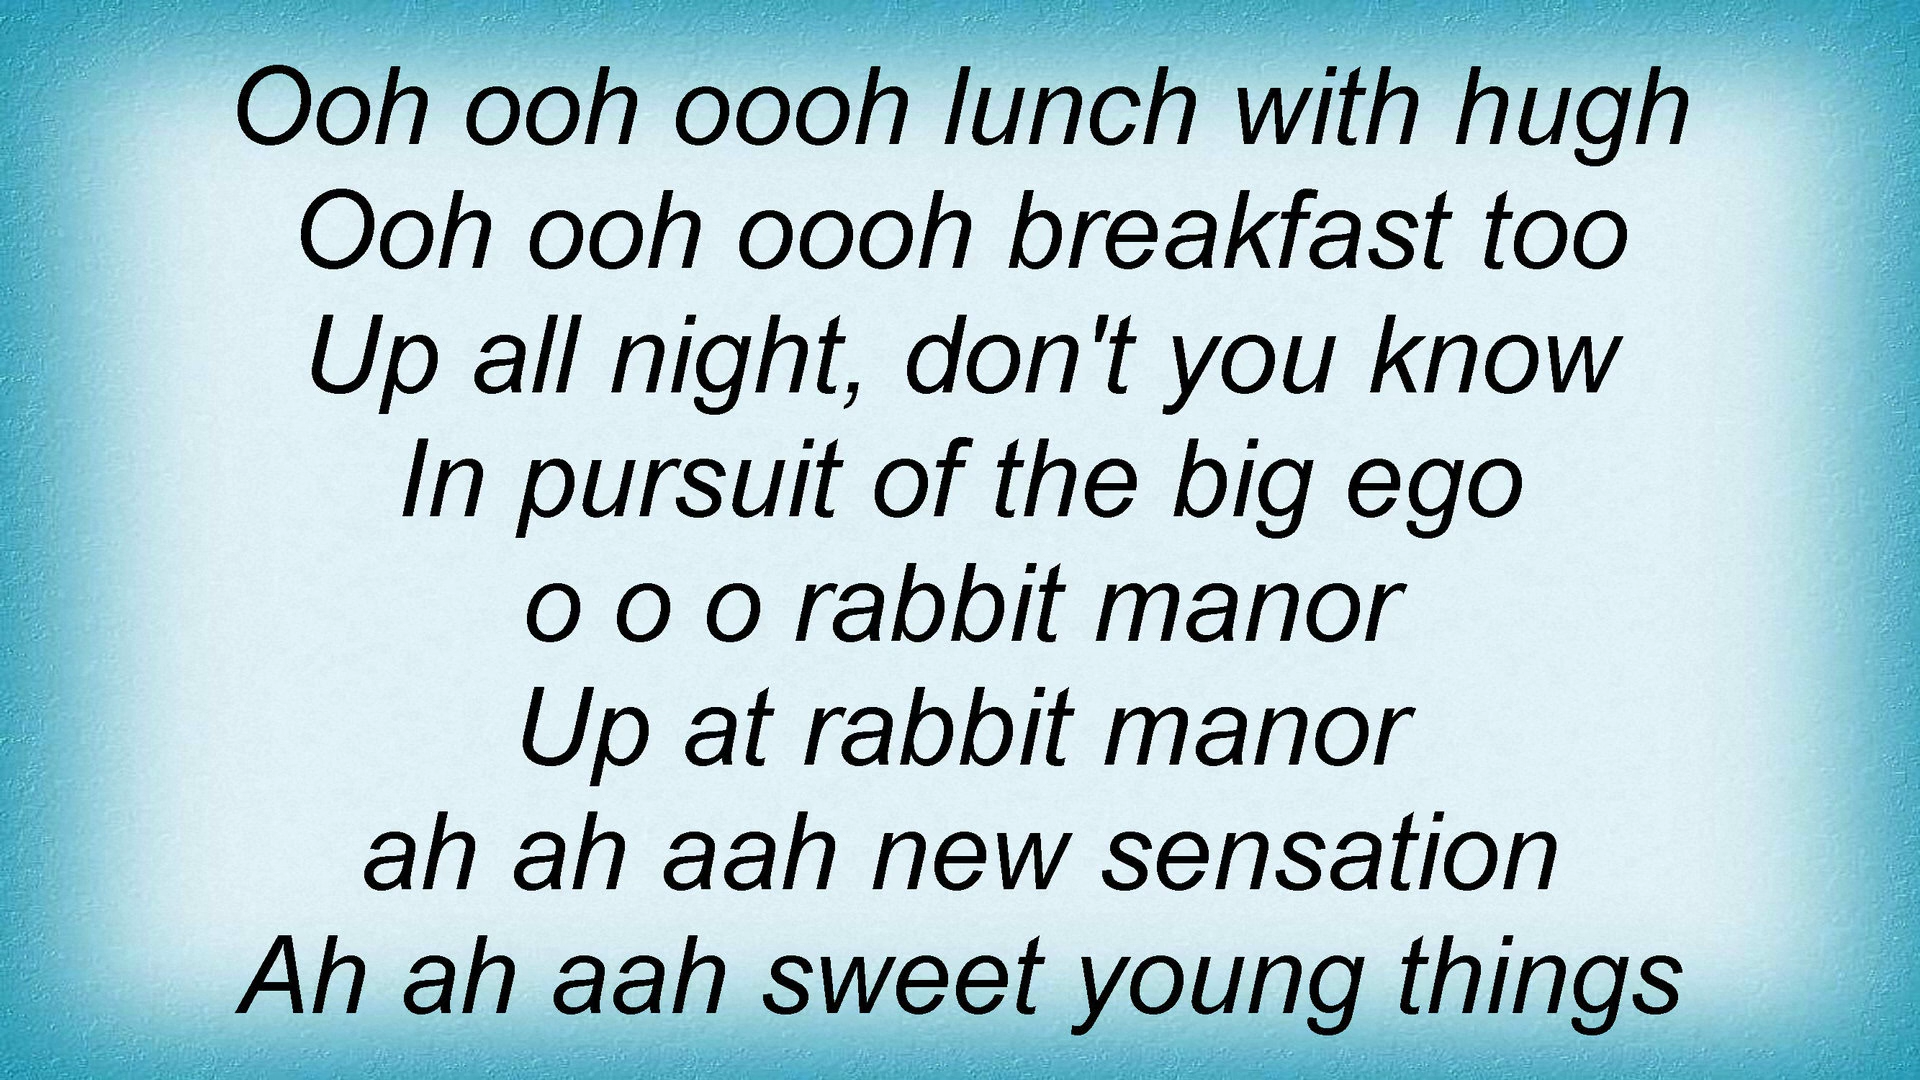 Ooh ooh oooh lunch with hugh
Ooh ooh oooh breakfast too
Up all night, don't you know
In pursuit of the big ego
o o o rabbit manor
Up at rabbit manor
ah ah aah new sensation
Ah ah aah sweet young things